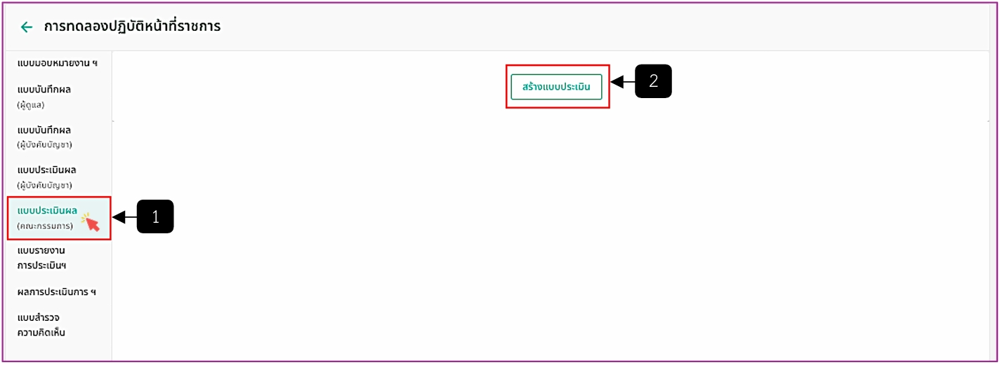 การทดลองปฏิบัติหน้าที่ราชการ
แบบมอบหมายงาน ฯ
แบบบันทึกผล
(ผู้ดูแล)
แบบบันทึกผล
(ผู้บังคับบัญชา)
แบบประเมินผล
(ผู้บังคับบัญชา)
แบบประเมินผล
(คณะกรรมการ)
1
แบบรายงาน
การประเมินฯ
ผลการประเมินการ ฯ
แบบสำรวจ
ความคิดเห็น
สร้างแบบประเมิน
2